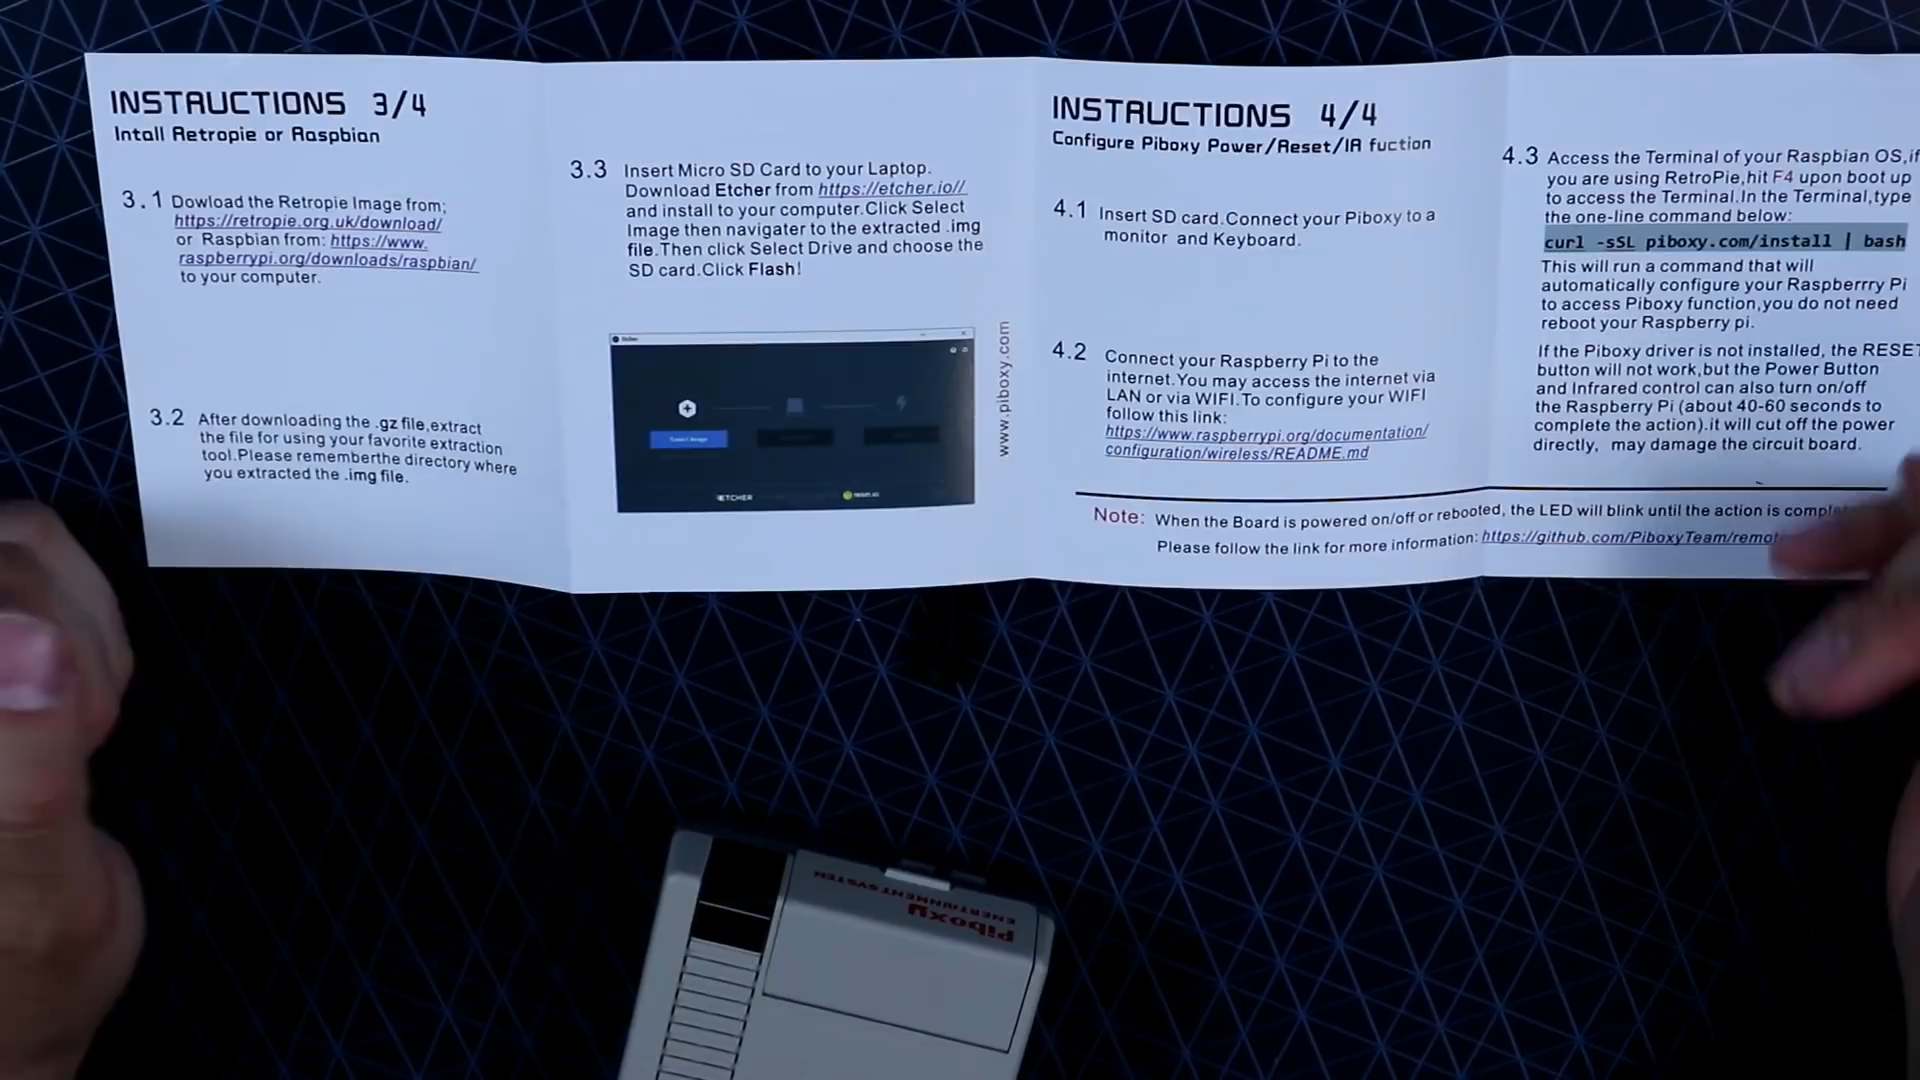 INSTRUCTIONS 3/4
Intall Retropie or Raspbian
3.1 Dowload the Retropie Image from;
https://retropie.org.uk/download/
or Raspbian from: https://www.
raspberrypi.org/downloads/raspbian/
to your computer.
3.2 After downloading the .gz file,extract
the file for using your favorite extraction
tool.Please rememberthe directory where
you extracted the .img file.
3.3 Insert Micro SD Card to your Laptop.
Download Etcher from https://etcher.io//
and install to your computer.Click Select
Image then navigater to the extracted .img
file.Then click Select Drive and choose the
SD card.Click Flash!
Select Image
ETCHER
www.piboxy.com
INSTRUCTIONS 4/4
Configure Piboxy Power/Reset/IR fuction
4.1 Insert SD card.Connect your Piboxy to a
monitor and Keyboard.
4.2 Connect your Raspberry Pi to the
internet.You may access the internet via
LAN or via WIFI.To configure your WIFI
follow this link:
https://www.raspberrypi.org/documentation/
configuration/wireless/README.md
4.3 Access the Terminal of your Raspbian OS,if
you are using RetroPie,hit F4 upon boot up
to access the Terminal.In the Terminal,type
the one-line command below:
curl -sSL piboxy.com/install | bash
This will run a command that will
automatically configure your Raspberrry Pi
to access Piboxy function,you do not need
reboot your Raspberry pi.
If the Piboxy driver is not installed, the RESET
button will not work,but the Power Button
and Infrared control can also turn on/off
the Raspberry Pi (about 40-60 seconds to
complete the action).it will cut off the power
directly, may damage the circuit board.
Note: When the Board is powered on/off or rebooted, the LED will blink until the action is comple
Please follow the link for more information: https://github.com/PiboxyTeam/remot
Piboxy
ENERTIUNMENT SYSTEM